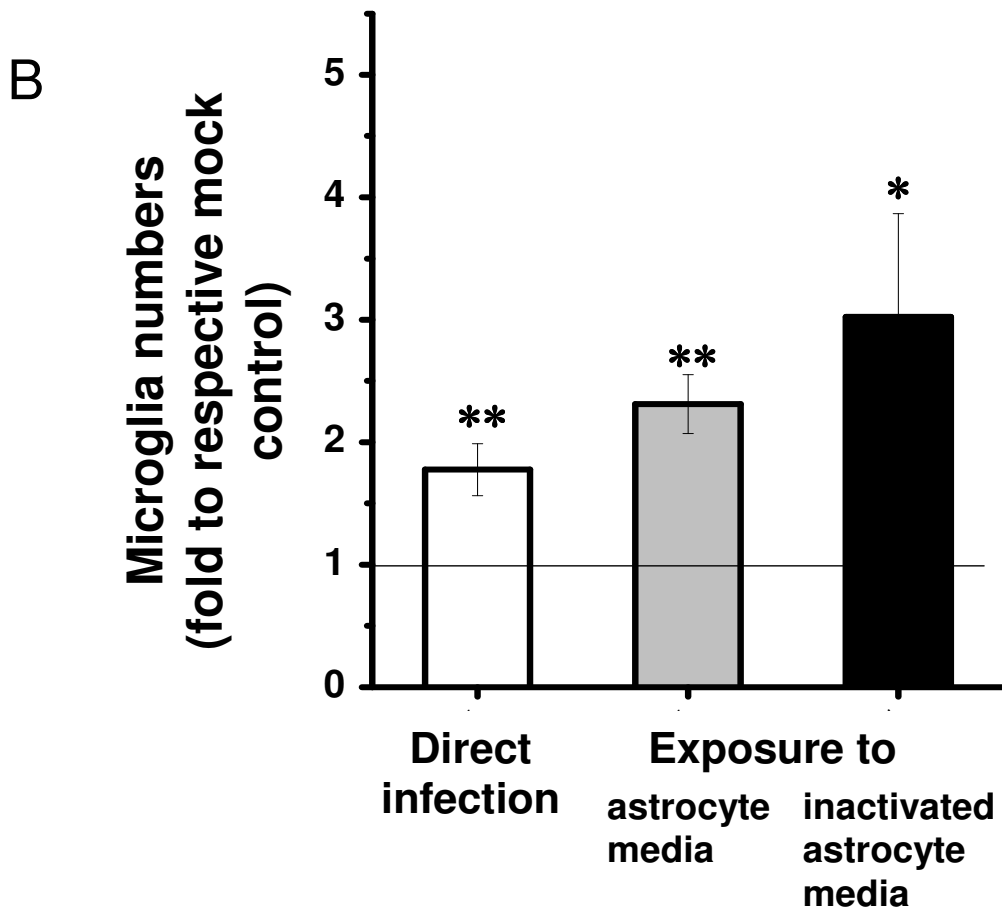 B
Microglia numbers
(fold to respective mock
control)
5
4
3
2
1
0
**
**
*
Direct
infection
Exposure to
astrocyte
media
inactivated
astrocyte
media